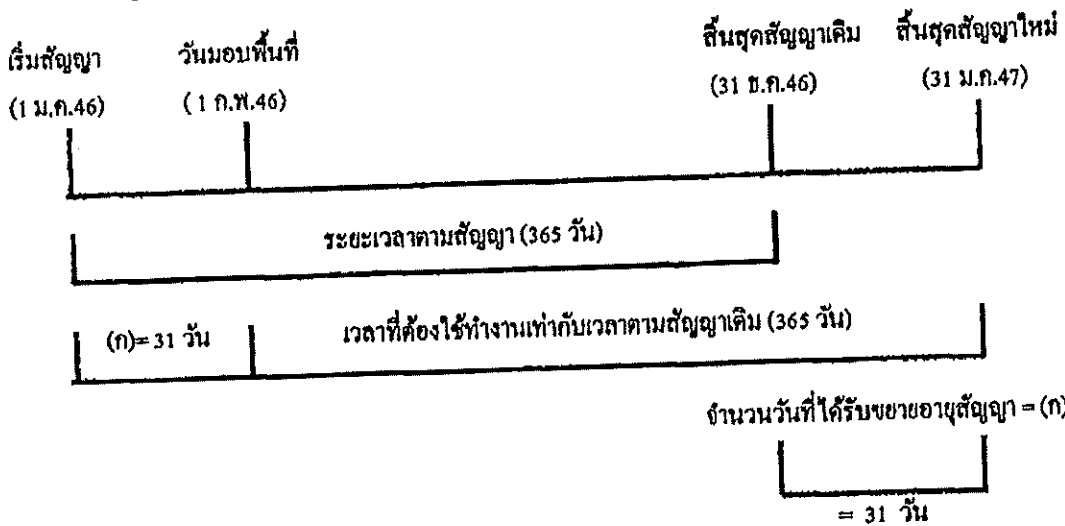 เริ่มสัญญา วันมอบพื้นที่ สิ้นสุดสัญญาเดิม สิ้นสุดสัญญาใหม่
(1 ม.ค.46) ( 1 ก.พ.46) (31 ธ.ค.46) (31 ม.ค.47)
ระยะเวลาตามสัญญา (365 วัน)
(ก)= 31 วัน เวลาที่ต้องใช้ทำงานเท่ากับเวลาตามสัญญาเดิม (365 วัน)
จำนวนวันที่ได้รับขยายอายุสัญญา = (ก)
= 31 วัน